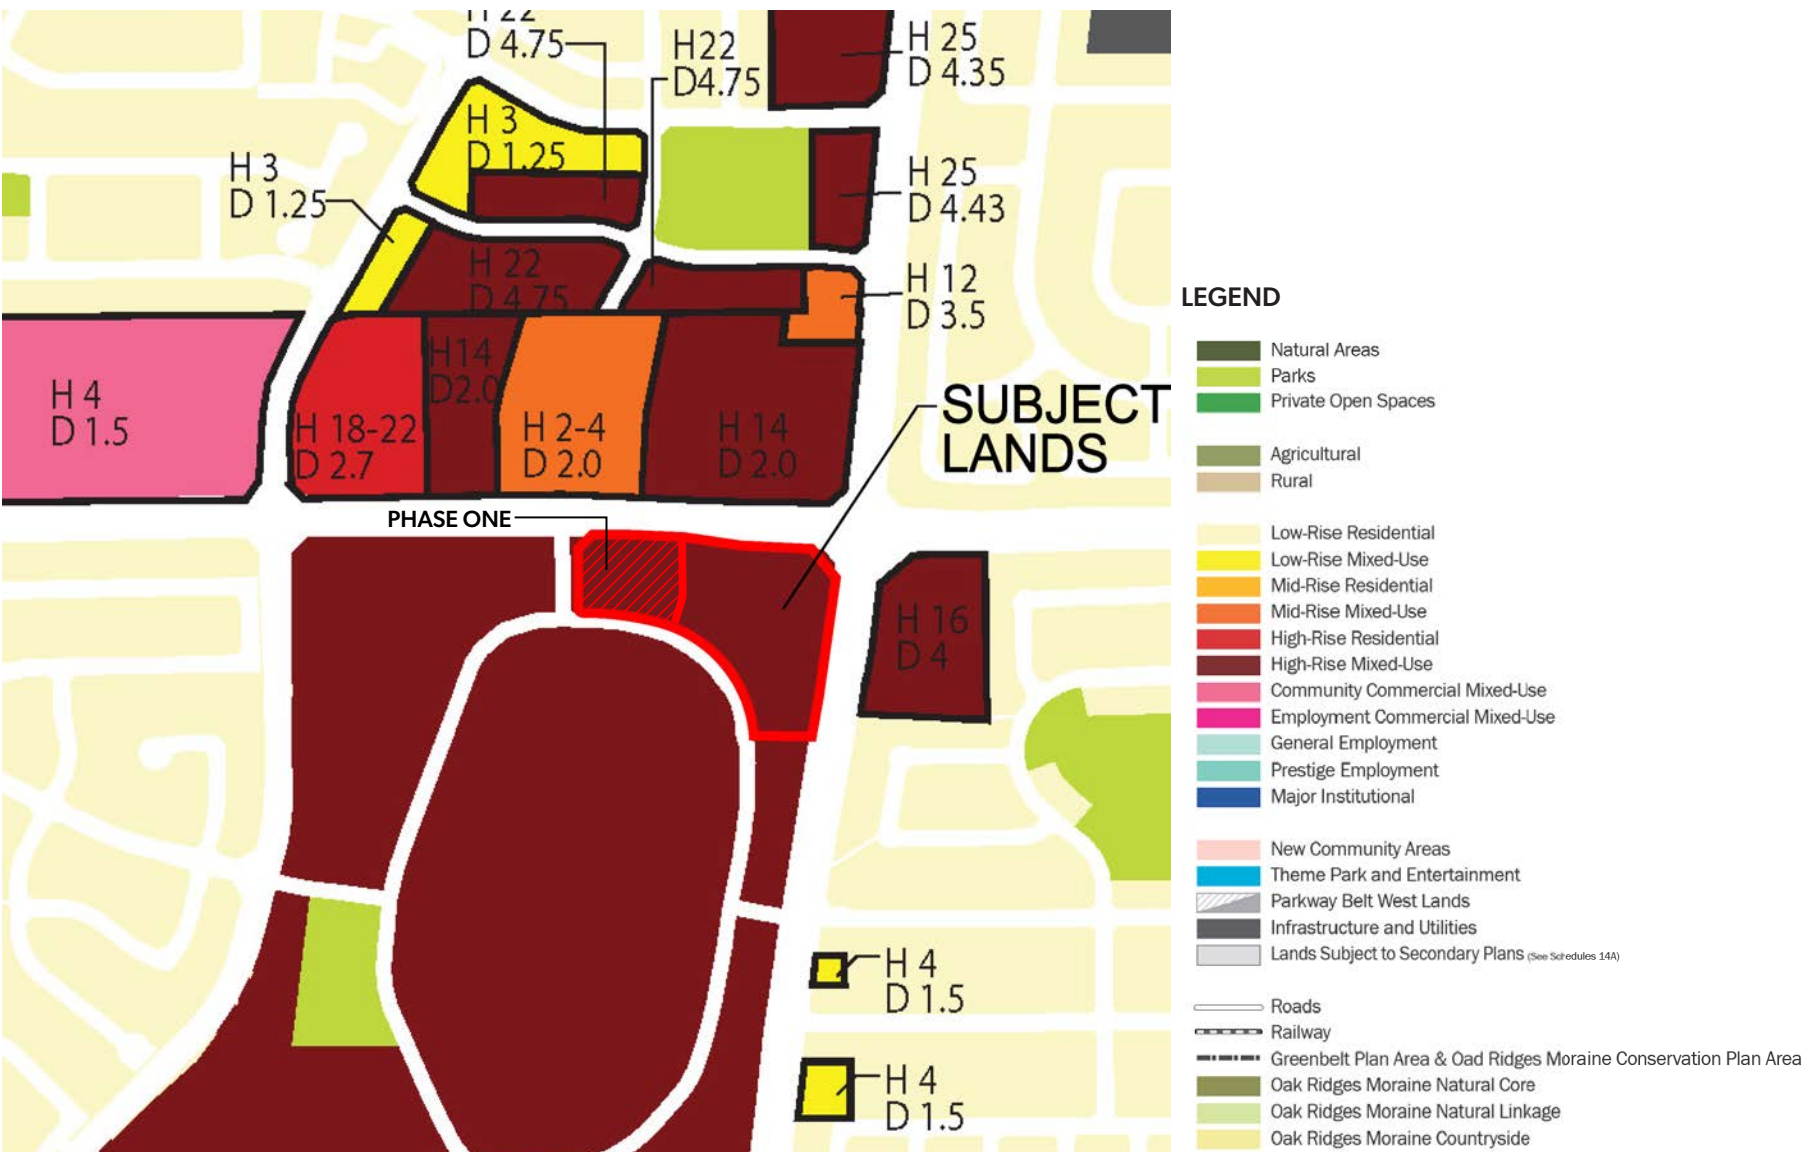 H 22
D 4.75
H22
D4.75
H 25
D 4.35
H 3
D 1.25
H 3
D 1.25
H 25
D 4.43
H 22
D 4.75
H 12
D 3.5
H 4
D 1.5
H 18-22
D 2.7
H14
D2.0
H 2-4
D 2.0
H 14
D 2.0
SUBJECT
LANDS
PHASE ONE
H 16
D 4
H 4
D 1.5
H 4
D 1.5
LEGEND
Natural Areas
Parks
Private Open Spaces
Agricultural
Rural
Low-Rise Residential
Low-Rise Mixed-Use
Mid-Rise Residential
Mid-Rise Mixed-Use
High-Rise Residential
High-Rise Mixed-Use
Community Commercial Mixed-Use
Employment Commercial Mixed-Use
General Employment
Prestige Employment
Major Institutional
New Community Areas
Theme Park and Entertainment
Parkway Belt West Lands
Infrastructure and Utilities
Lands Subject to Secondary Plans (See Schedules 14A)
Roads
Railway
Greenbelt Plan Area & Oad Ridges Moraine Conservation Plan Area
Oak Ridges Moraine Natural Core
Oak Ridges Moraine Natural Linkage
Oak Ridges Moraine Countryside